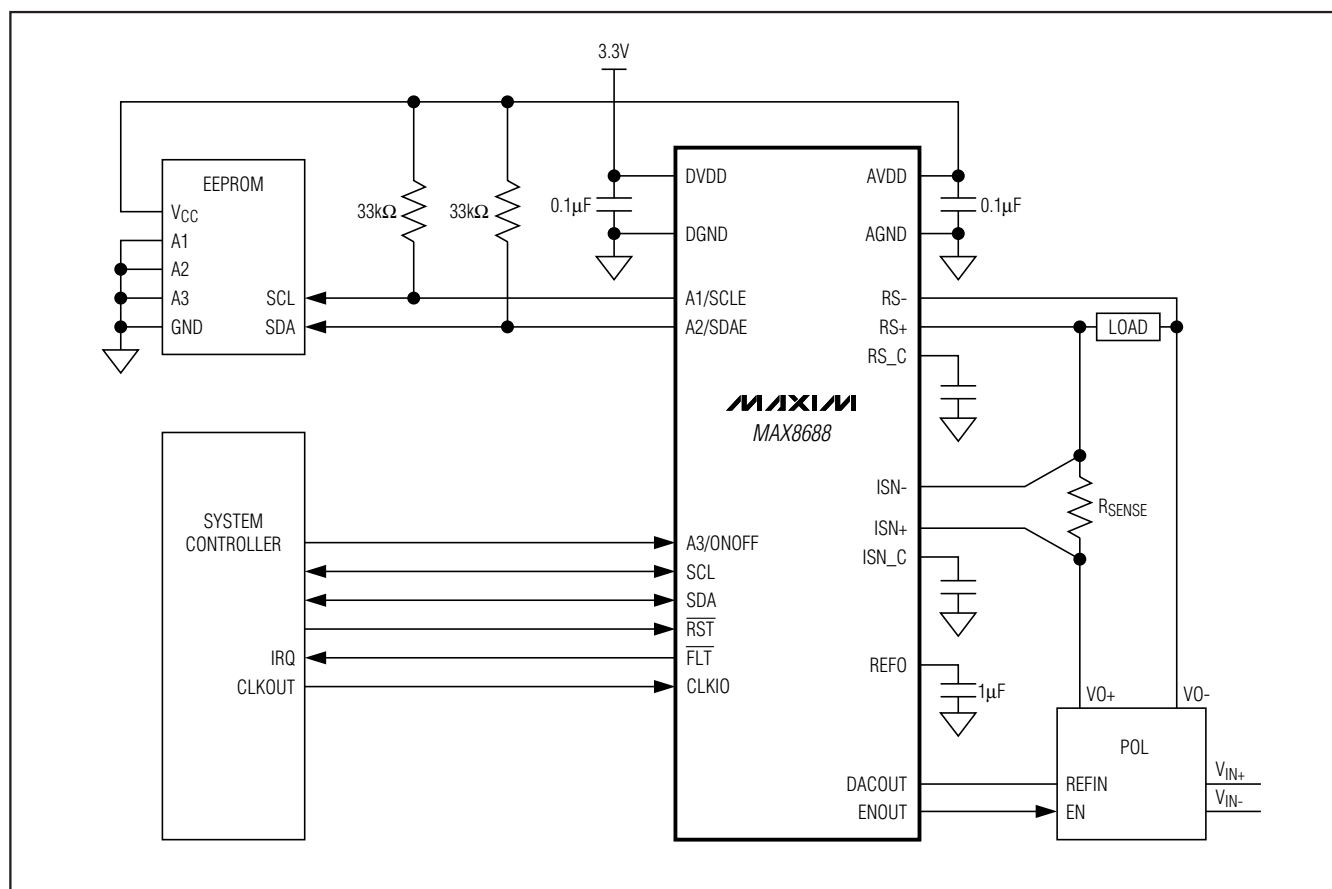 3.3V
EEPROM
VCC
A1
A2
A3
GND
SCL
SDA
33kΩ
33kΩ
0.1µF
0.1µF
DVDD
DGND
A1/SCLE
A2/SDAE
AVDD
AGND
RS-
RS+
RS_C
LOAD
MAXIM
MAX8688
ISN-
ISN+
ISN_C
RSENSE
SYSTEM
CONTROLLER
IRQ
CLKOUT
A3/ONOFF
SCL
SDA
RST
FLT
CLKIO
REFO
1µF
DACOUT
ENOUT
VO+
VO-
POL
REFIN
EN
VIN+
VIN-